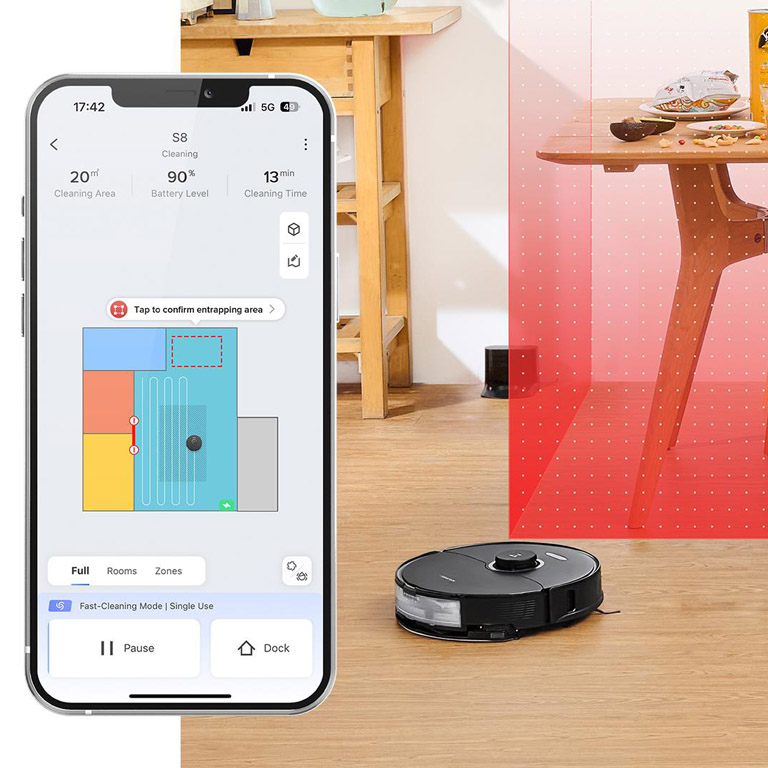 17:42
5G 49
S8
Cleaning
20㎡ 90% 13min
Cleaning Area Battery Level Cleaning Time
Tap to confirm entrapping area
Full Rooms Zones
Fast-Cleaning Mode | Single Use
Pause Dock